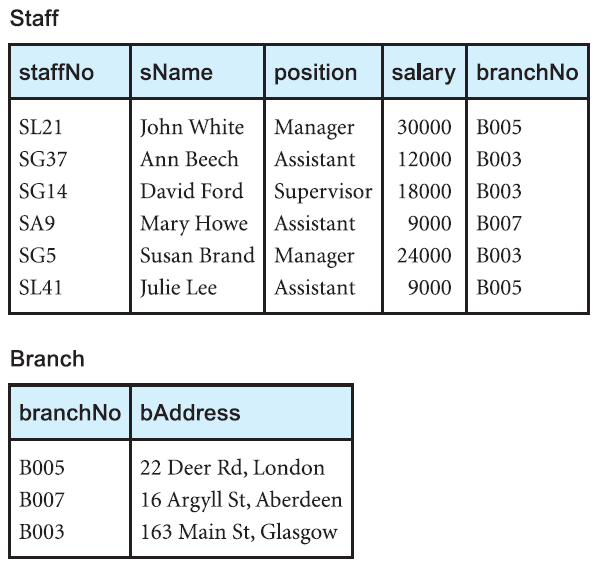 Staff
staffNo sName position salary branchNo
SL21 John White Manager 30000 B005
SG37 Ann Beech Assistant 12000 B003
SG14 David Ford Supervisor 18000 B003
SA9 Mary Howe Assistant 9000 B007
SG5 Susan Brand Manager 24000 B003
SL41 Julie Lee Assistant 9000 B005
Branch
branchNo bAddress
B005 22 Deer Rd, London
B007 16 Argyll St, Aberdeen
B003 163 Main St, Glasgow